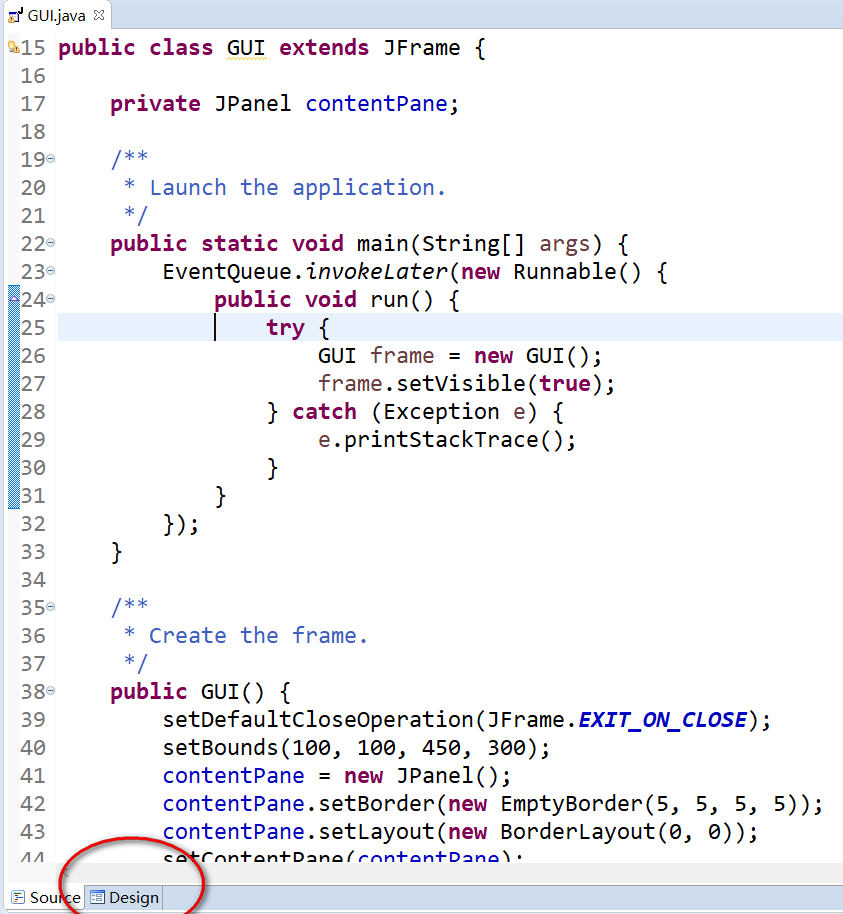 GUI.java
15 public class GUI extends JFrame {
16
17     private JPanel contentPane;
18
19     /**
20      * Launch the application.
21      */
22     public static void main(String[] args) {
23         EventQueue.invokeLater(new Runnable() {
24             public void run() {
25                 try {
26                     GUI frame = new GUI();
27                     frame.setVisible(true);
28                 } catch (Exception e) {
29                     e.printStackTrace();
30                 }
31             }
32         });
33     }
34
35     /**
36      * Create the frame.
37      */
38     public GUI() {
39         setDefaultCloseOperation(JFrame.EXIT_ON_CLOSE);
40         setBounds(100, 100, 450, 300);
41         contentPane = new JPanel();
42         contentPane.setBorder(new EmptyBorder(5, 5, 5, 5));
43         contentPane.setLayout(new BorderLayout(0, 0));
44         setContentPane(contentPane);
Source Design